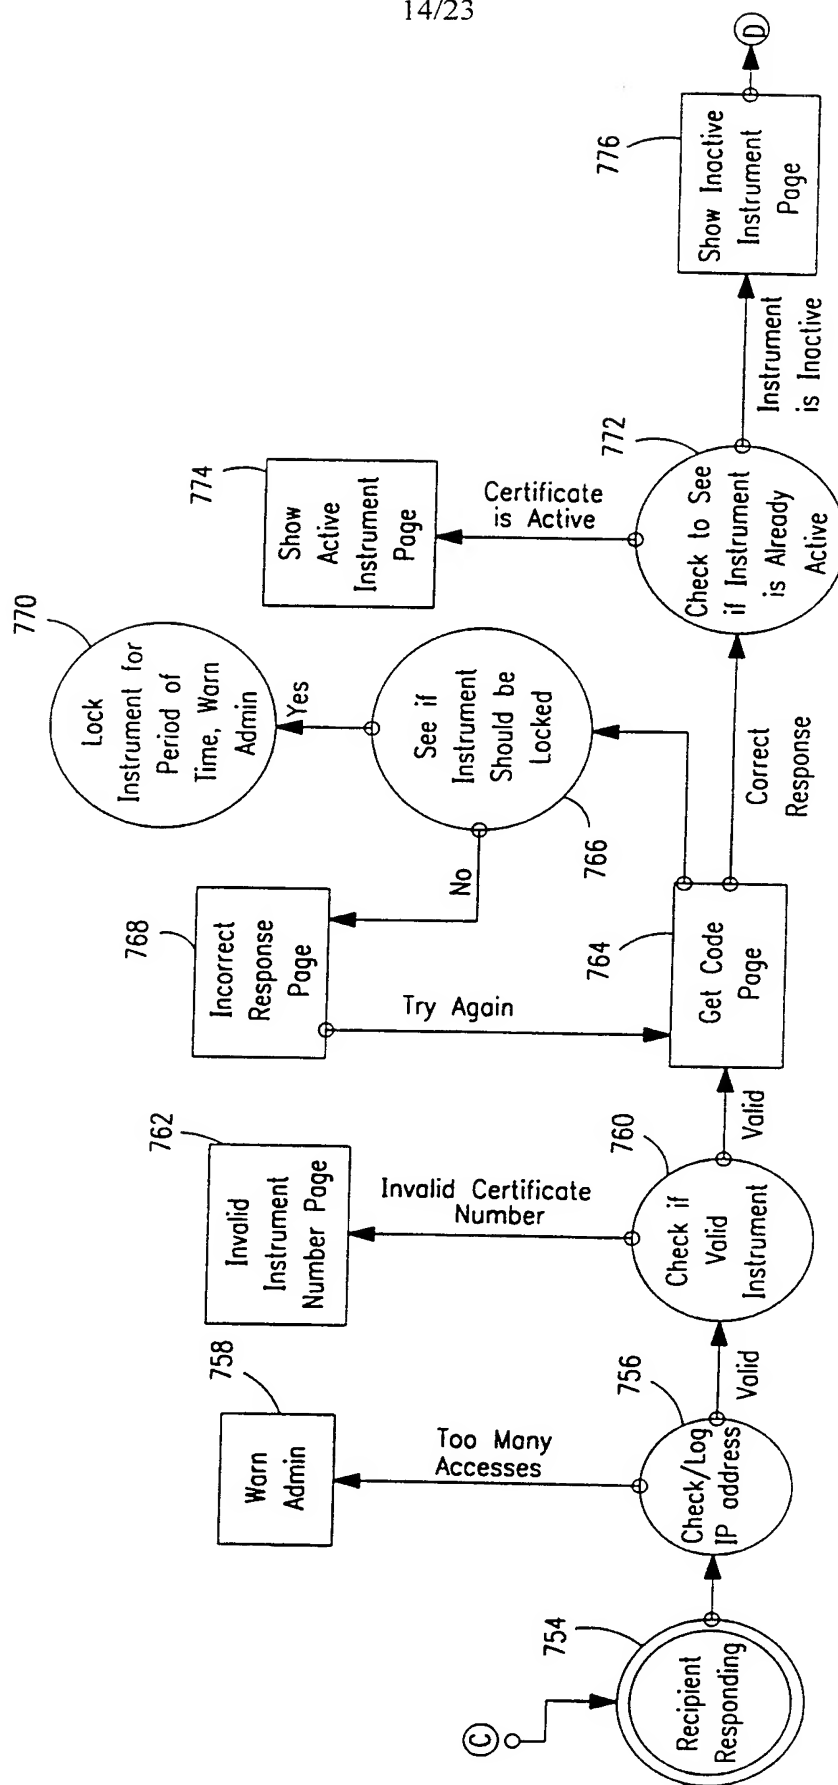 14/23
C
754
Recipient
Responding
756
Check/Log
IP address
Too Many
Accesses
758
Warn
Admin
Valid
760
Check if
Valid
Instrument
Invalid Certificate
Number
762
Invalid
Instrument
Number Page
Valid
764
Get Code
Page
Try Again
768
Incorrect
Response
Page
No
766
See if
Instrument
Should be
Locked
Yes
770
Lock
Instrument for
Period of
Time, Warn
Admin
Correct
Response
772
Check to See
if Instrument
is Already
Active
Certificate
is Active
774
Show
Active
Instrument
Page
Instrument
is Inactive
776
Show Inactive
Instrument
Page
D